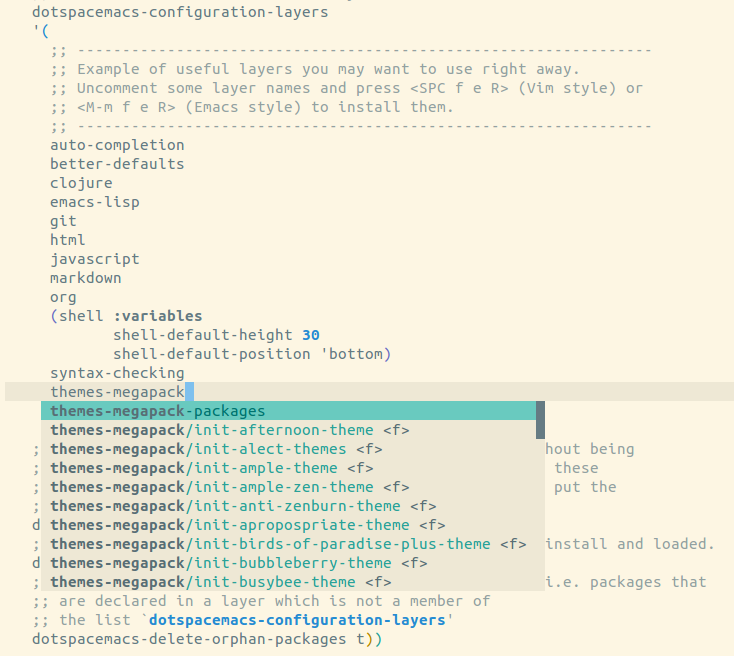 dotspacemacs-configuration-layers
'(
;; ----------------------------------------------------------------
;; Example of useful layers you may want to use right away.
;; Uncomment some layer names and press <SPC f e R> (Vim style) or
;; <M-m f e R> (Emacs style) to install them.
;; ----------------------------------------------------------------
auto-completion
better-defaults
clojure
emacs-lisp
git
html
javascript
markdown
org
(shell :variables
shell-default-height 30
shell-default-position 'bottom)
syntax-checking
themes-megapack
themes-megapack-packages
themes-megapack/init-afternoon-theme <f>
; themes-megapack/init-alect-themes <f> hout being
; themes-megapack/init-ample-theme <f> these
; themes-megapack/init-ample-zen-theme <f> put the
; themes-megapack/init-anti-zenburn-theme <f>
d themes-megapack/init-apropospriate-theme <f>
; themes-megapack/init-birds-of-paradise-plus-theme <f> install and loaded.
d themes-megapack/init-bubbleberry-theme <f>
; themes-megapack/init-busybee-theme <f> i.e. packages that
;; are declared in a layer which is not a member of
;; the list `dotspacemacs-configuration-layers'
dotspacemacs-delete-orphan-packages t))